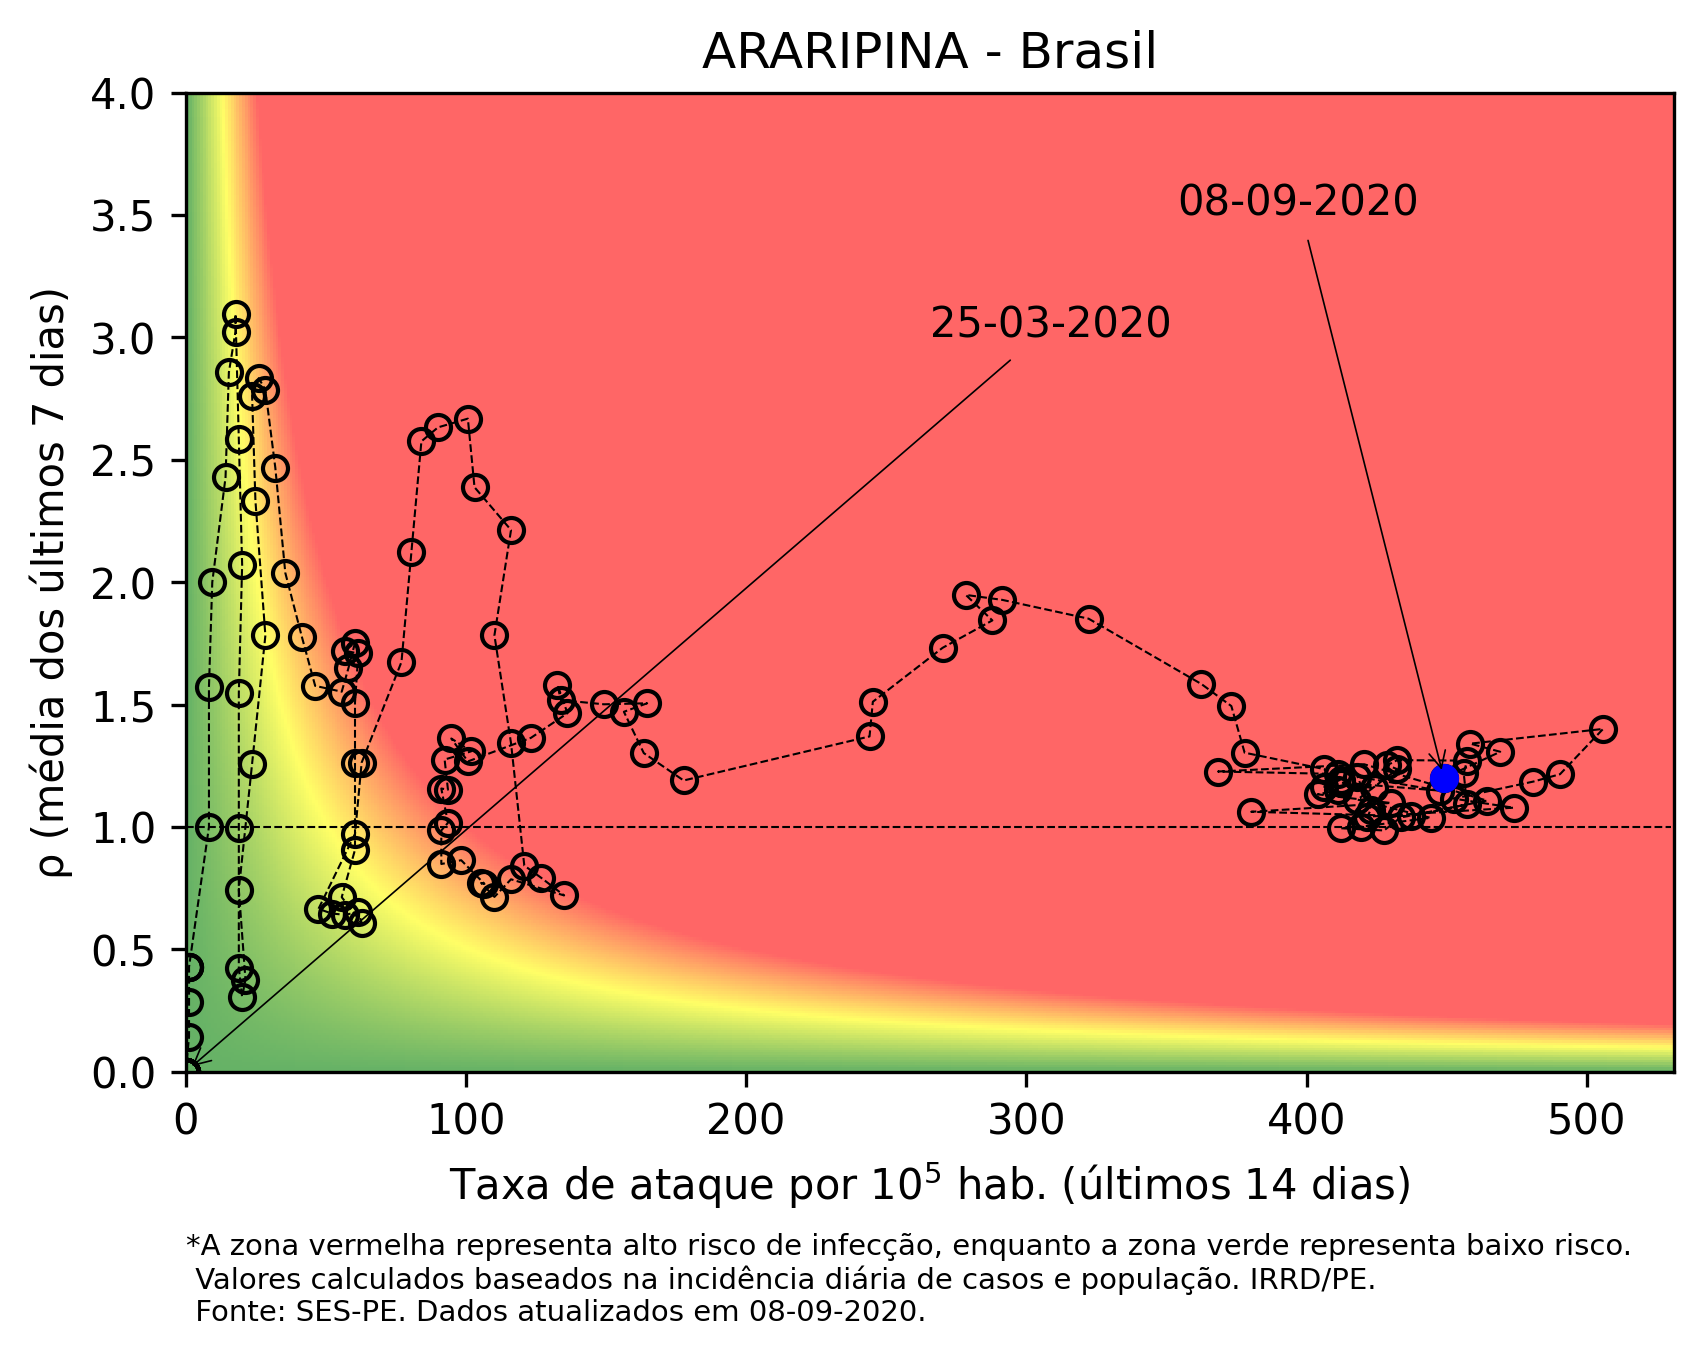 ARARIPINA - Brasil
4.0
3.5
3.0
2.5
2.0
1.5
1.0
0.5
0.0
ρ (média dos últimos 7 dias)
08-09-2020
25-03-2020
0 100 200 300 400 500
Taxa de ataque por 10⁵ hab. (últimos 14 dias)
*A zona vermelha representa alto risco de infecção, enquanto a zona verde representa baixo risco.
Valores calculados baseados na incidência diária de casos e população. IRRD/PE.
Fonte: SES-PE. Dados atualizados em 08-09-2020.